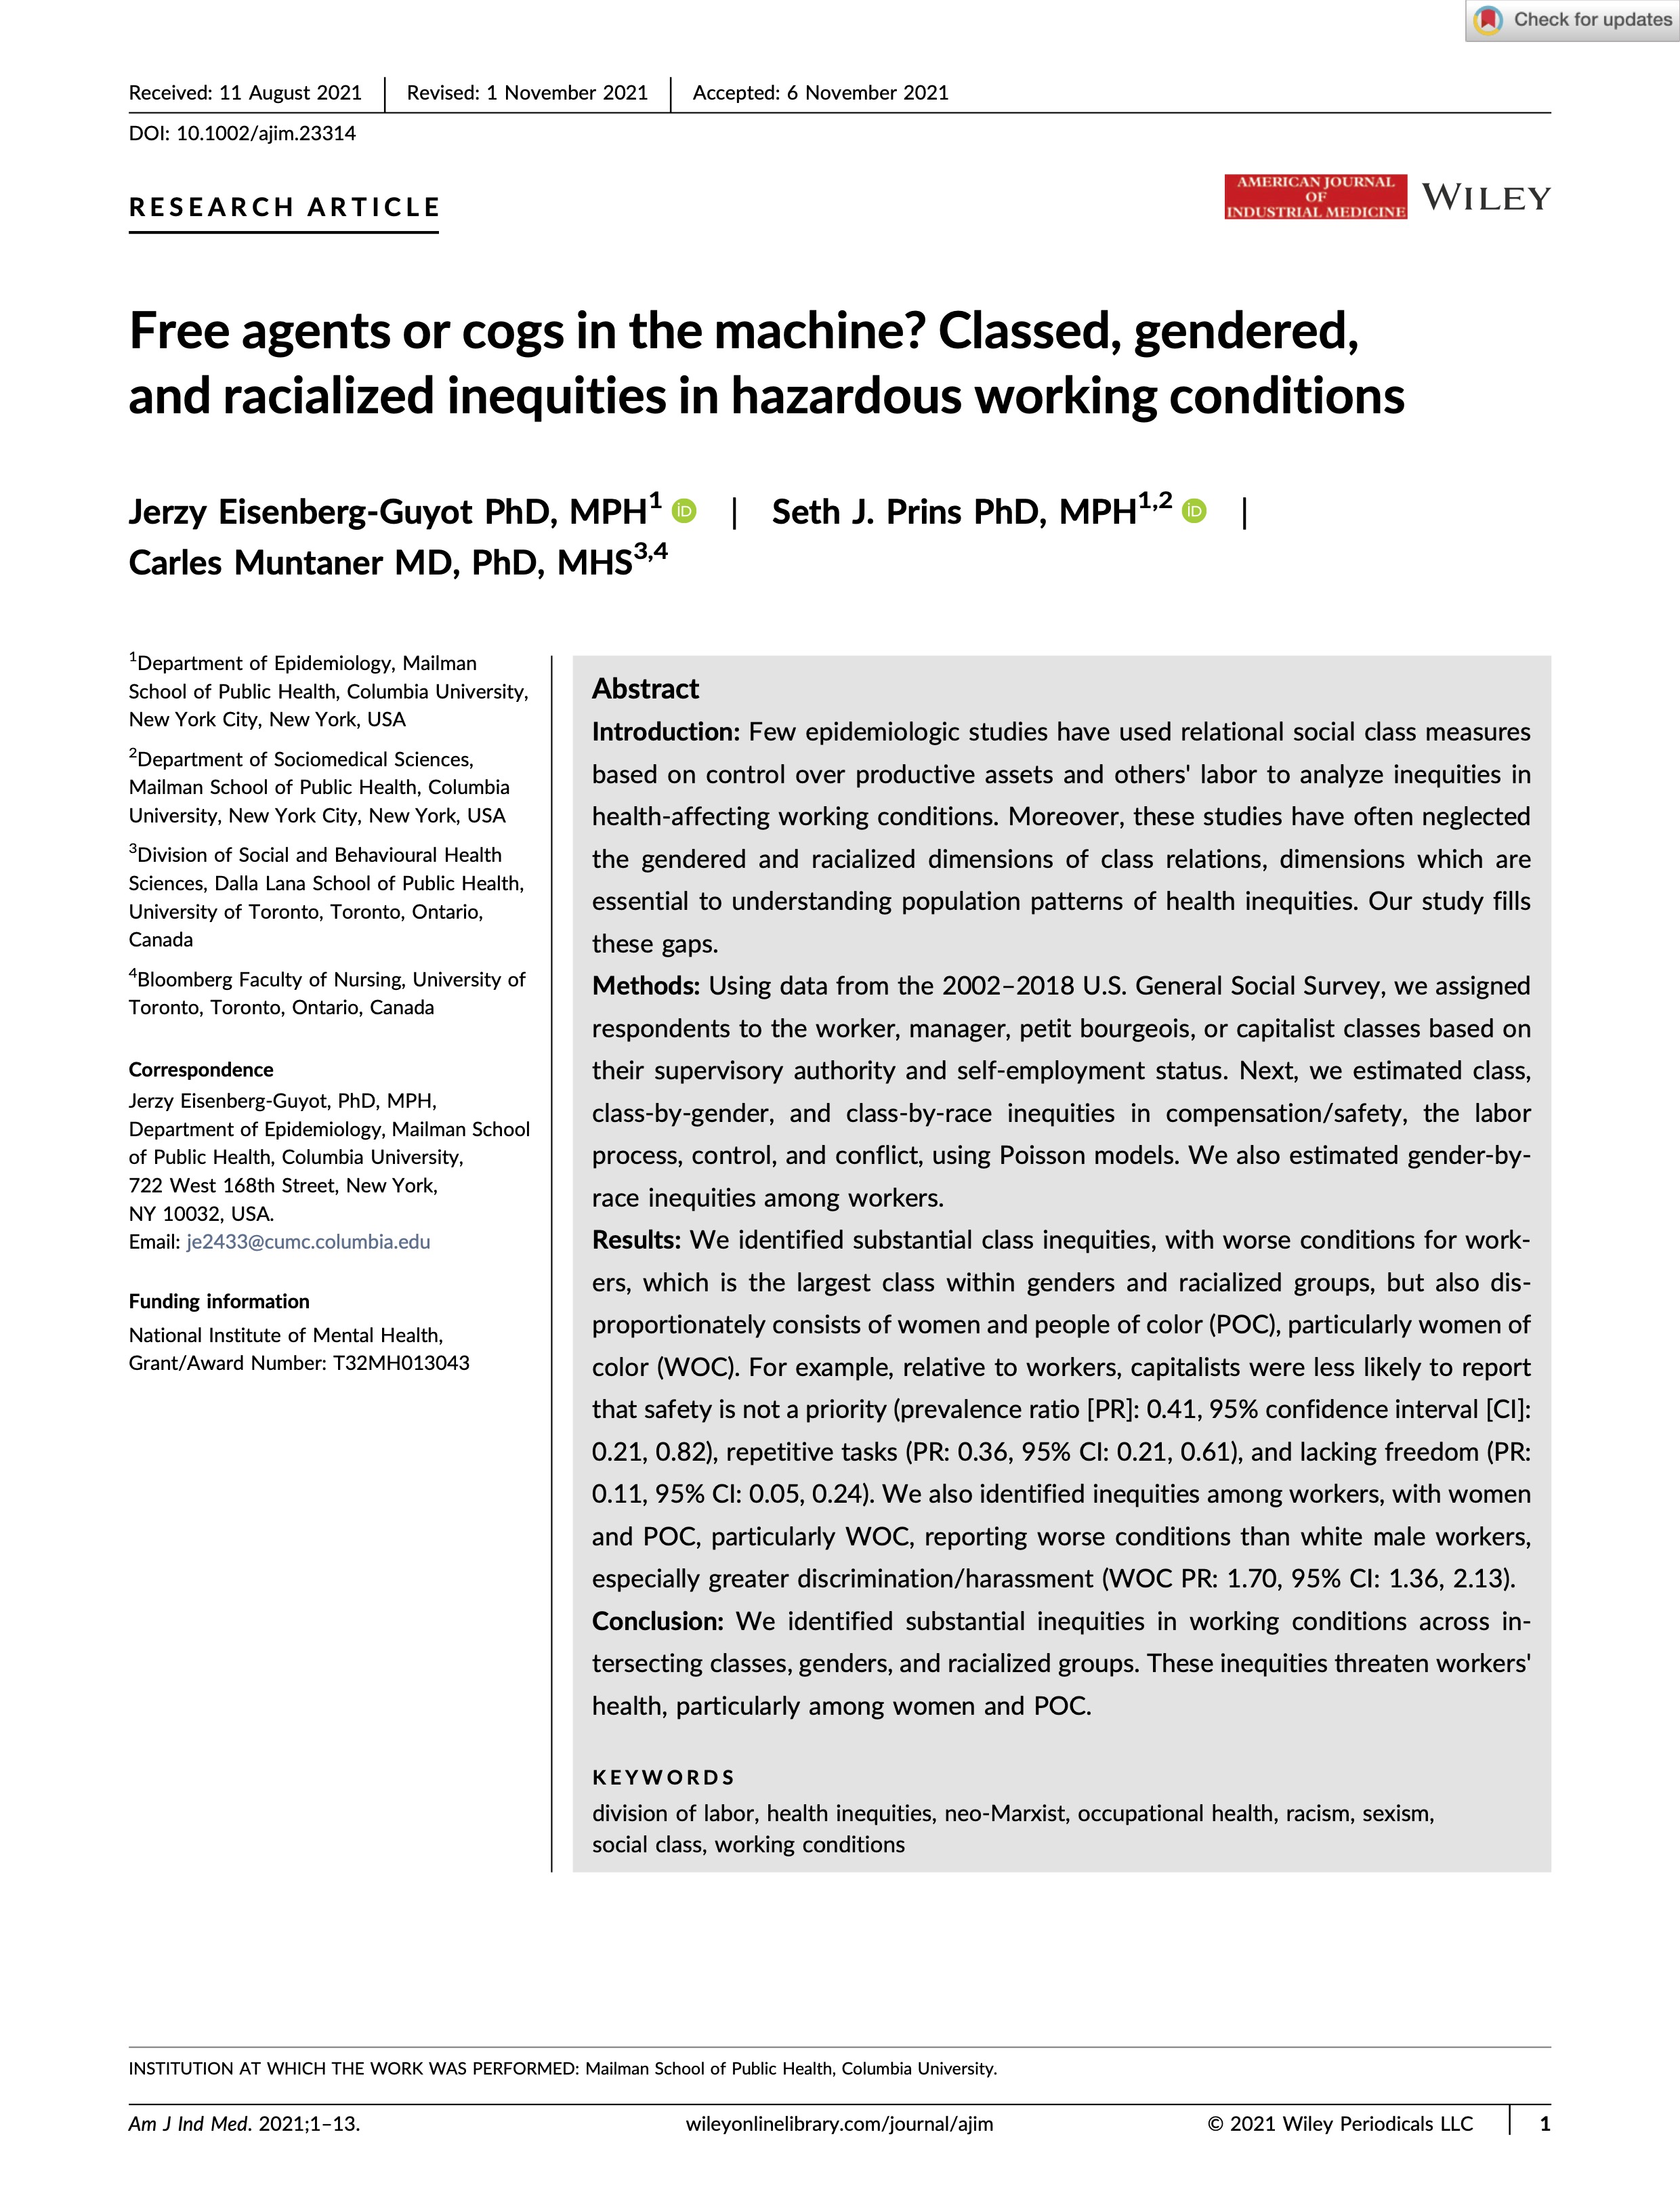 Check for updates
Received: 11 August 2021 | Revised: 1 November 2021 | Accepted: 6 November 2021
DOI: 10.1002/ajim.23314
RESEARCH ARTICLE
AMERICAN JOURNAL
OF
INDUSTRIAL MEDICINE
WILEY
Free agents or cogs in the machine? Classed, gendered,
and racialized inequities in hazardous working conditions
Jerzy Eisenberg-Guyot PhD, MPH1 iD | Seth J. Prins PhD, MPH1,2 iD |
Carles Muntaner MD, PhD, MHS3,4
1Department of Epidemiology, Mailman
School of Public Health, Columbia University,
New York City, New York, USA
2Department of Sociomedical Sciences,
Mailman School of Public Health, Columbia
University, New York City, New York, USA
3Division of Social and Behavioural Health
Sciences, Dalla Lana School of Public Health,
University of Toronto, Toronto, Ontario,
Canada
4Bloomberg Faculty of Nursing, University of
Toronto, Toronto, Ontario, Canada
Correspondence
Jerzy Eisenberg-Guyot, PhD, MPH,
Department of Epidemiology, Mailman School
of Public Health, Columbia University,
722 West 168th Street, New York,
NY 10032, USA.
Email: je2433@cumc.columbia.edu
Funding information
National Institute of Mental Health,
Grant/Award Number: T32MH013043
Abstract
Introduction: Few epidemiologic studies have used relational social class measures
based on control over productive assets and others' labor to analyze inequities in
health-affecting working conditions. Moreover, these studies have often neglected
the gendered and racialized dimensions of class relations, dimensions which are
essential to understanding population patterns of health inequities. Our study fills
these gaps.
Methods: Using data from the 2002–2018 U.S. General Social Survey, we assigned
respondents to the worker, manager, petit bourgeois, or capitalist classes based on
their supervisory authority and self-employment status. Next, we estimated class,
class-by-gender, and class-by-race inequities in compensation/safety, the labor
process, control, and conflict, using Poisson models. We also estimated gender-by-
race inequities among workers.
Results: We identified substantial class inequities, with worse conditions for work-
ers, which is the largest class within genders and racialized groups, but also dis-
proportionately consists of women and people of color (POC), particularly women of
color (WOC). For example, relative to workers, capitalists were less likely to report
that safety is not a priority (prevalence ratio [PR]: 0.41, 95% confidence interval [CI]:
0.21, 0.82), repetitive tasks (PR: 0.36, 95% CI: 0.21, 0.61), and lacking freedom (PR:
0.11, 95% CI: 0.05, 0.24). We also identified inequities among workers, with women
and POC, particularly WOC, reporting worse conditions than white male workers,
especially greater discrimination/harassment (WOC PR: 1.70, 95% CI: 1.36, 2.13).
Conclusion: We identified substantial inequities in working conditions across in-
tersecting classes, genders, and racialized groups. These inequities threaten workers'
health, particularly among women and POC.
KEYWORDS
division of labor, health inequities, neo-Marxist, occupational health, racism, sexism,
social class, working conditions
INSTITUTION AT WHICH THE WORK WAS PERFORMED: Mailman School of Public Health, Columbia University.
Am J Ind Med. 2021;1–13. wileyonlinelibrary.com/journal/ajim © 2021 Wiley Periodicals LLC | 1